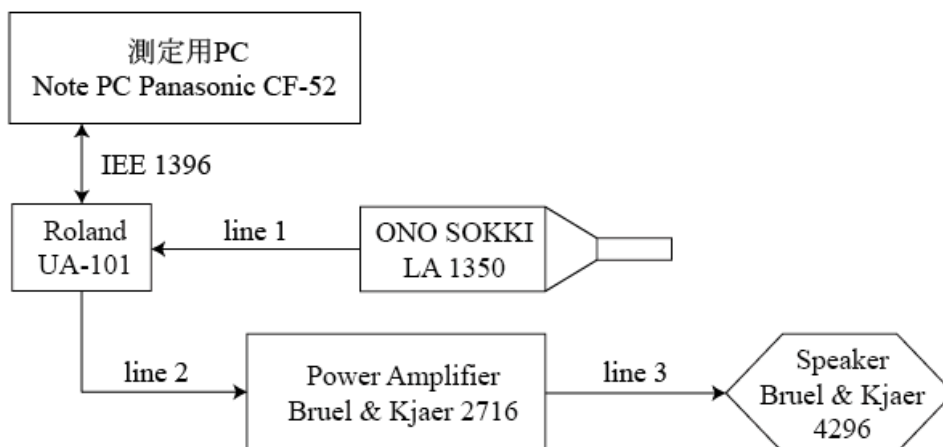 測定用PC
Note PC Panasonic CF-52
IEE 1396
Roland
UA-101
line 1
ONO SOKKI
LA 1350
line 2
Power Amplifier
Bruel & Kjaer 2716
line 3
Speaker
Bruel & Kjaer
4296